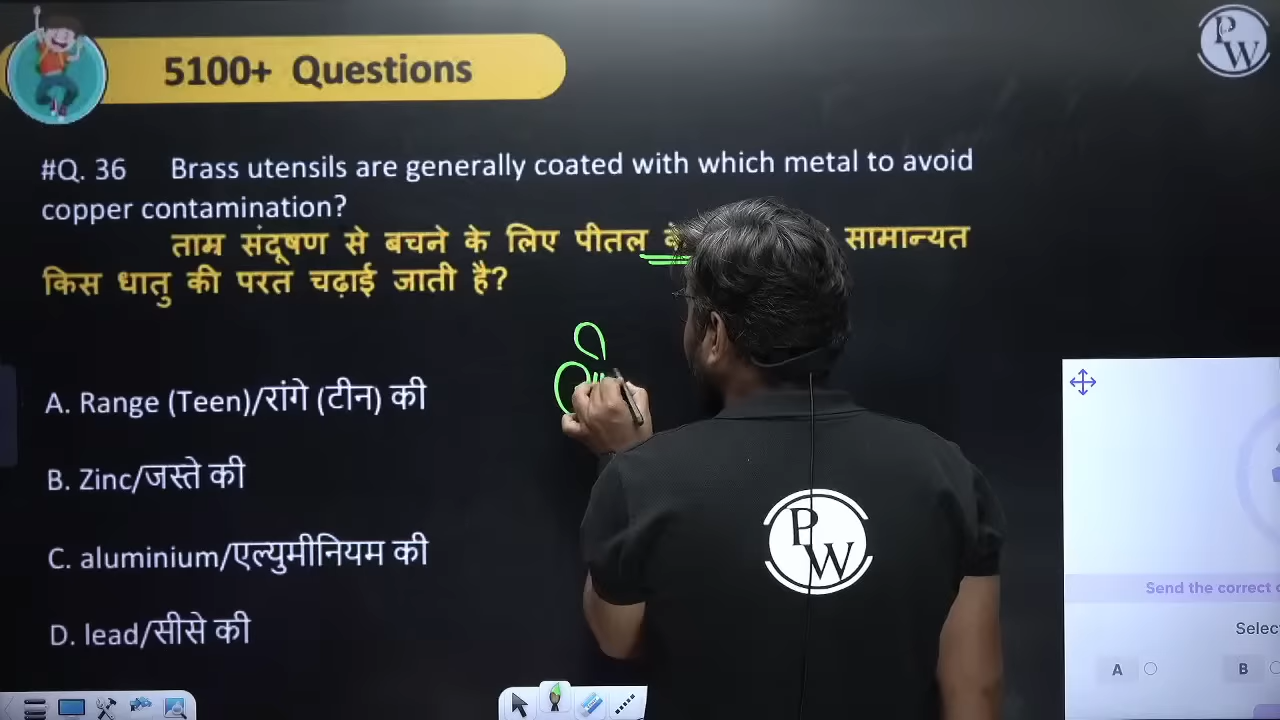 5100+ Questions
PW
#Q. 36 Brass utensils are generally coated with which metal to avoid
copper contamination?
ताम्र संदूषण से बचने के लिए पीतल सामान्यत
किस धातु की परत चढ़ाई जाती है?
A. Range (Teen)/रांगे (टीन) की
B. Zinc/जस्ते की
C. aluminium/एल्युमीनियम की
D. lead/सीसे की
PW
Send the correct
Selec
A
B